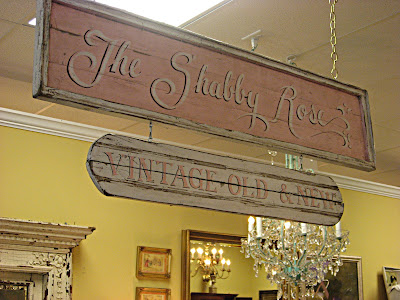 The Shabby Rose
VINTAGE · OLD & NEW